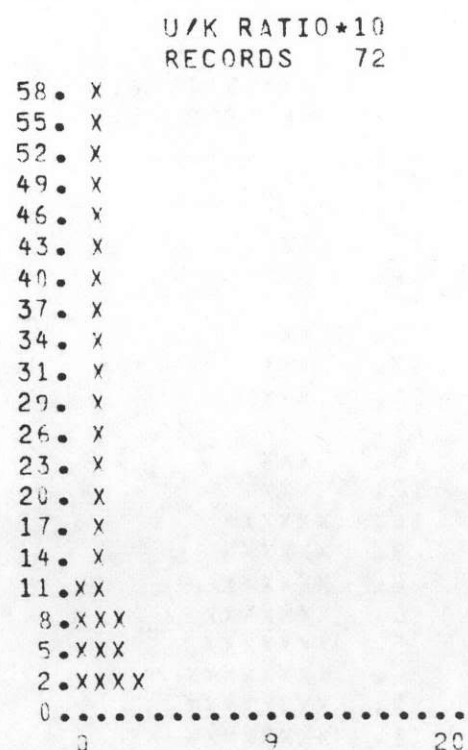 U/K RATIO*10
RECORDS 72
58. X
55. X
52. X
49. X
46. X
43. X
40. X
37. X
34. X
31. X
29. X
26. X
23. X
20. X
17. X
14. X
11.XX
8.XXX
5.XXX
2.XXXX
0......................
0 9 20